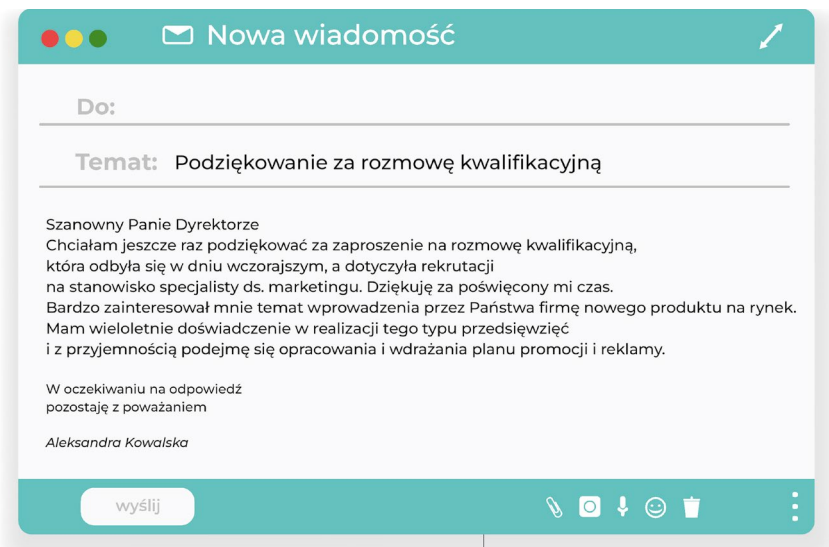 Nowa wiadomość
Do:
Temat: Podziękowanie za rozmowę kwalifikacyjną
Szanowny Panie Dyrektorze
Chciałam jeszcze raz podziękować za zaproszenie na rozmowę kwalifikacyjną,
która odbyła się w dniu wczorajszym, a dotyczyła rekrutacji
na stanowisko specjalisty ds. marketingu. Dziękuję za poświęcony mi czas.
Bardzo zainteresował mnie temat wprowadzenia przez Państwa firmę nowego produktu na rynek.
Mam wieloletnie doświadczenie w realizacji tego typu przedsięwzięć
i z przyjemnością podejmę się opracowania i wdrażania planu promocji i reklamy.
W oczekiwaniu na odpowiedź
pozostaję z poważaniem
Aleksandra Kowalska
wyślij